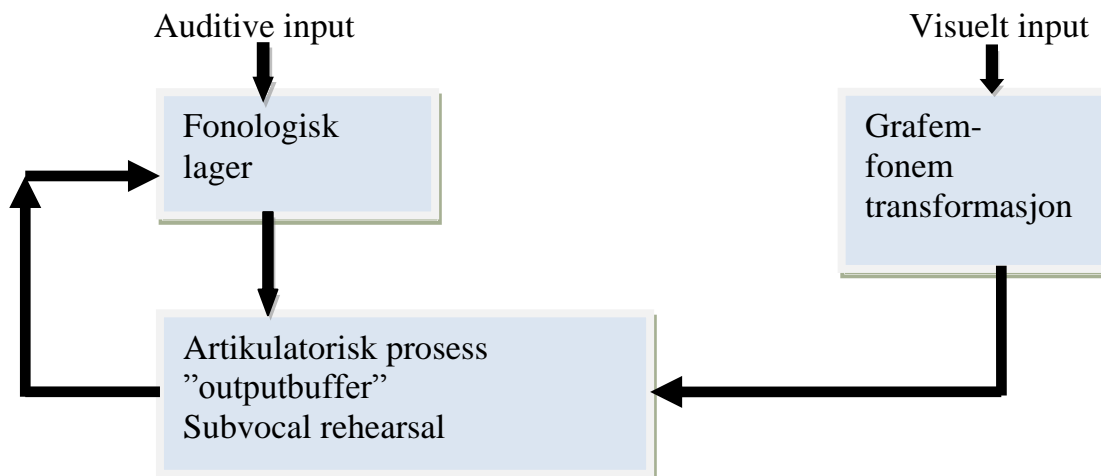 Auditive input
Visuelt input
Fonologisk
lager
Grafem-
fonem
transformasjon
Artikulatorisk prosess
”outputbuffer”
Subvocal rehearsal